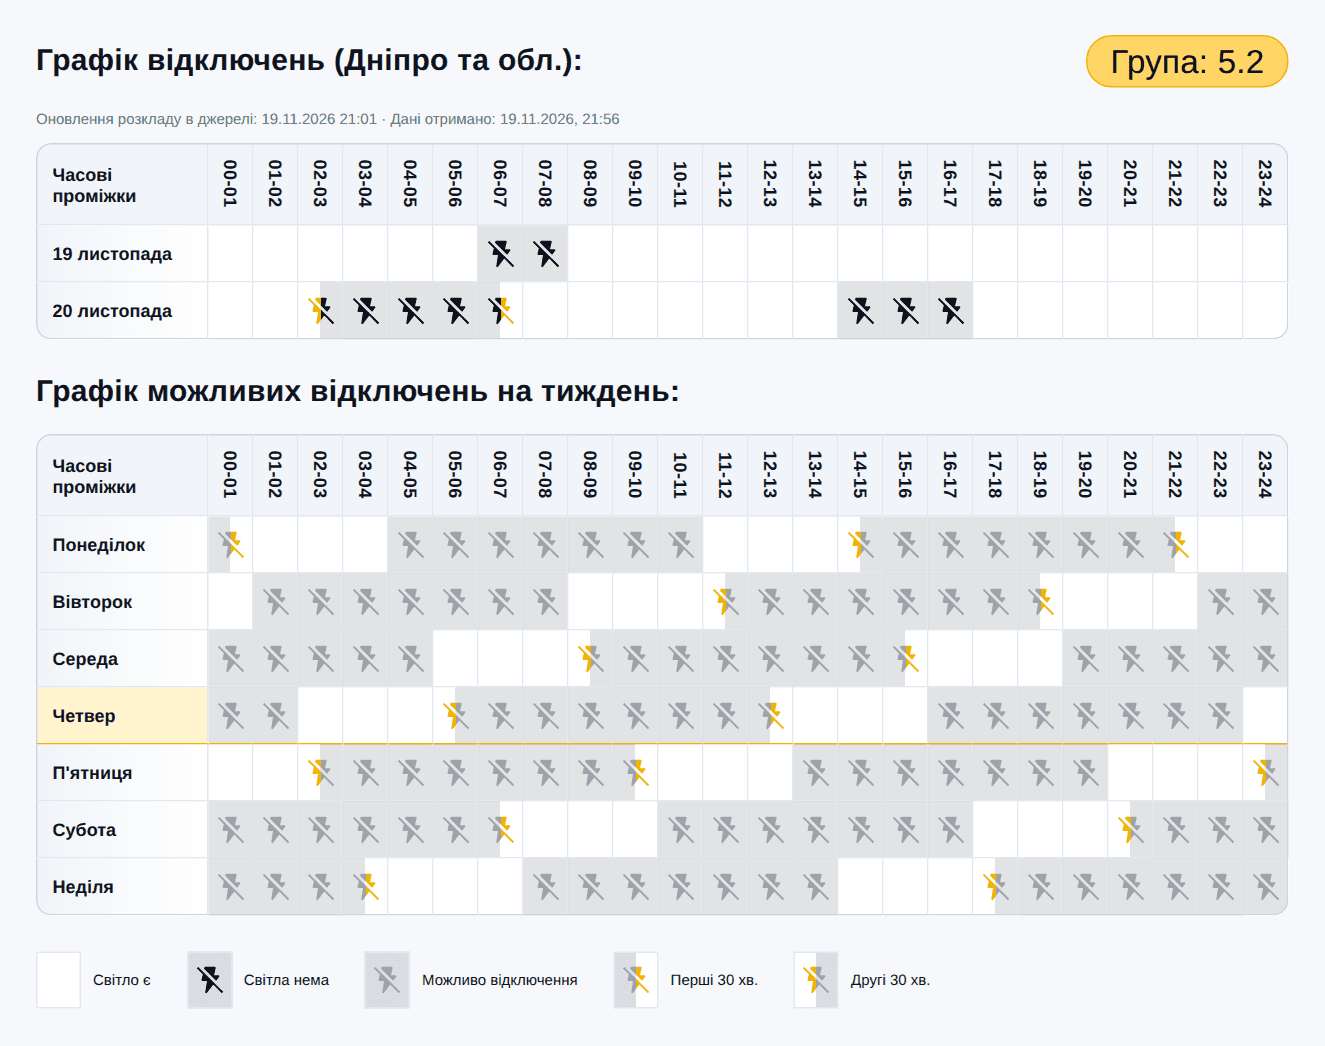 Графік відключень (Дніпро та обл.):
Група: 5.2
Оновлення розкладу в джерелі: 19.11.2026 21:01 · Дані отримано: 19.11.2026, 21:56
Часові
проміжки
00-01 01-02 02-03 03-04 04-05 05-06 06-07 07-08 08-09 09-10 10-11 11-12 12-13 13-14 14-15 15-16 16-17 17-18 18-19 19-20 20-21 21-22 22-23 23-24
19 листопада
20 листопада
Графік можливих відключень на тиждень:
Часові
проміжки
00-01 01-02 02-03 03-04 04-05 05-06 06-07 07-08 08-09 09-10 10-11 11-12 12-13 13-14 14-15 15-16 16-17 17-18 18-19 19-20 20-21 21-22 22-23 23-24
Понеділок
Вівторок
Середа
Четвер
П'ятниця
Субота
Неділя
Світло є
Світла нема
Можливо відключення
Перші 30 хв.
Другі 30 хв.